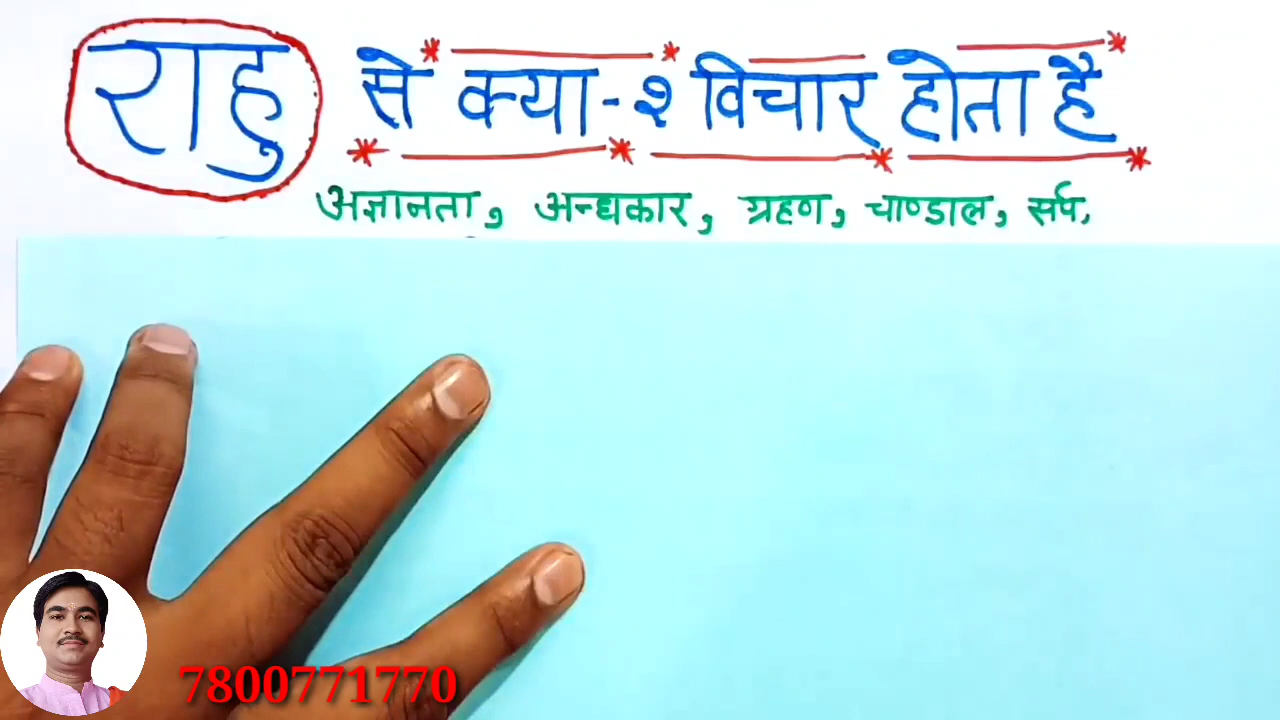 राहु से क्या-२ विचार होता है
अज्ञानता, अन्धकार, ग्रहण, चाण्डाल, सर्प,
7800771770